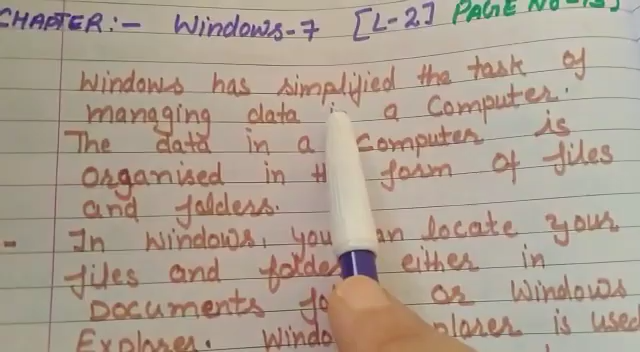 CHAPTER:- Windows-7 [L-2] PAGE NO-
Windows has simplified the task of
managing data a Computer.
The data in a Computer is
Organised in form of files
and folders.
- In Windows, you locate your
files and folder either in
Documents or Windows
Explorer. is used